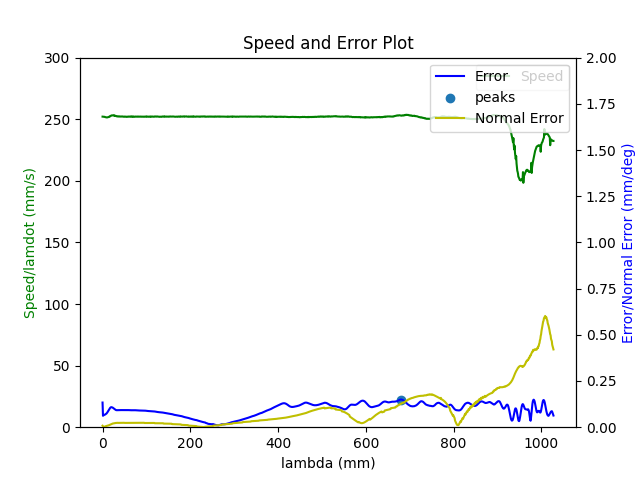 Speed and Error Plot
300
250
200
150
100
50
0
2.00
1.75
1.50
1.25
1.00
0.75
0.50
0.25
0.00
0
200
400
600
800
1000
lambda (mm)
Speed/lamdot (mm/s)
Error/Normal Error (mm/deg)
Speed
Error
peaks
Normal Error